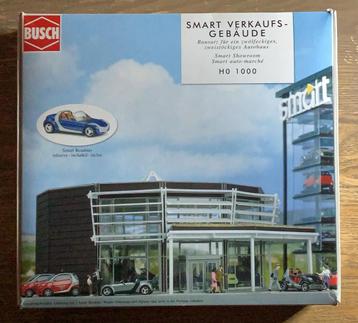 BUSCH
SMART VERKAUFS-
GEBÄUDE
Bausatz für ein zwölfeckiges,
zweistöckiges Autohaus
Smart Showroom
Smart auto-marché
H0 1000
smart
Smart Roadster